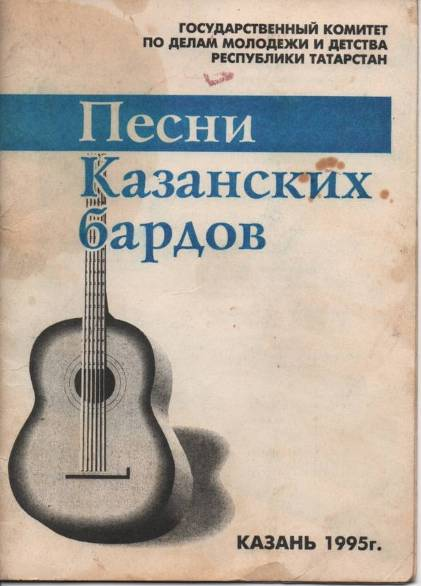 ГОСУДАРСТВЕННЫЙ КОМИТЕТ
ПО ДЕЛАМ МОЛОДЕЖИ И ДЕТСТВА
РЕСПУБЛИКИ ТАТАРСТАН
Песни
Казанских
бардов
КАЗАНЬ 1995г.